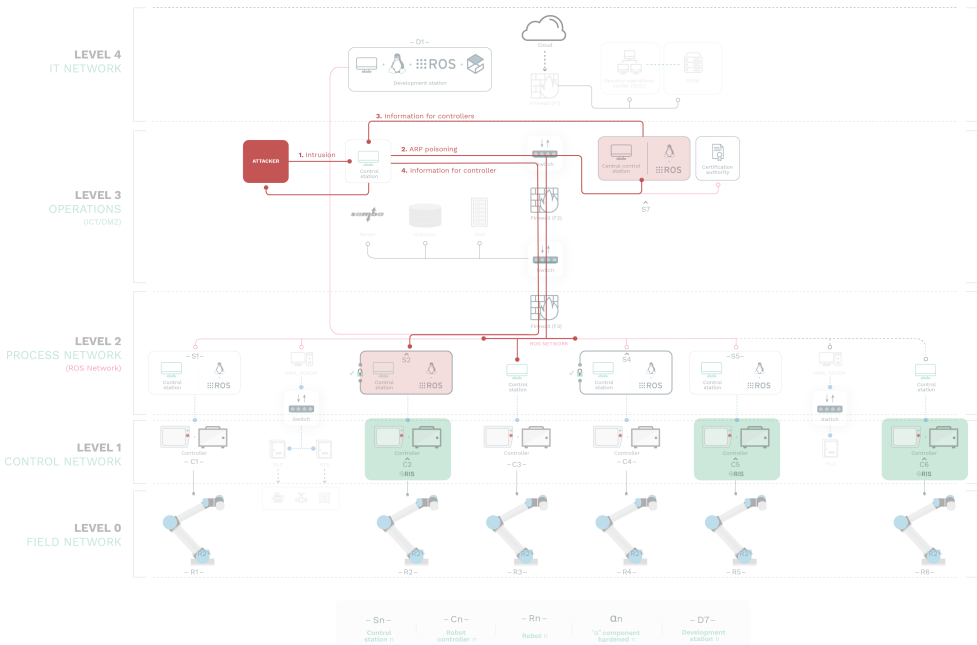 LEVEL 4
IT NETWORK
– D1 –
ROS
Development station
Cloud
Firewall (F1)
3. Information for controllers
ATTACKER
1. Intrusion
Control station
2. ARP poisoning
4. Information for controller
Switch
Central control station
ROS
Certification authority
S7
LEVEL 3
OPERATIONS
(ICT/DMZ)
Firewall (F2)
Switch
LEVEL 2
PROCESS NETWORK
(ROS Network)
ROS NETWORK
– S1 –
Control station
ROS
Switch
S2
Control station
ROS
Control station
S4
Control station
ROS
– S5 –
Control station
ROS
Switch
Control station
LEVEL 1
CONTROL NETWORK
Controller
– C1 –
Controller
C2
RIS
Controller
– C3 –
Controller
– C4 –
Controller
C5
RIS
Controller
C6
RIS
LEVEL 0
FIELD NETWORK
– R1 –
– R2 –
– R3 –
– R4 –
– R5 –
– R6 –
– Sn –
Control station n
– Cn –
Robot controller n
– Rn –
Robot n
αn
"α" component hardened n
– D7 –
Development station n